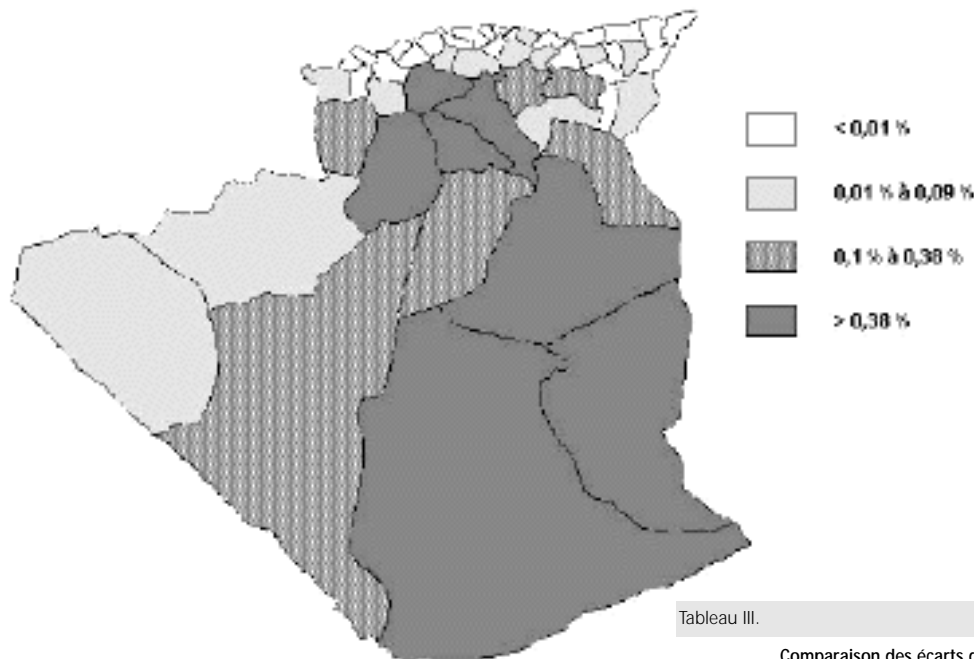 < 0,01 %
0,01 % à 0,09 %
0,1 % à 0,38 %
> 0,38 %
Tableau III.
Comparaison des écarts